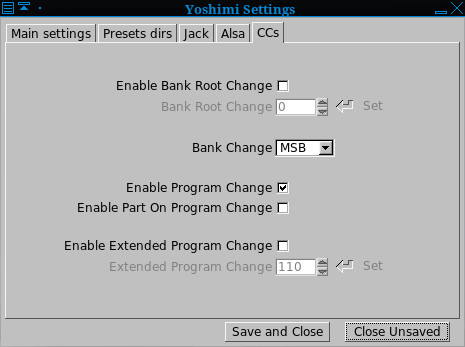 Yoshimi Settings
Main settings Presets dirs Jack Alsa CCs
Enable Bank Root Change
Bank Root Change 0 Set
Bank Change MSB
Enable Program Change
Enable Part On Program Change
Enable Extended Program Change
Extended Program Change 110 Set
Save and Close Close Unsaved